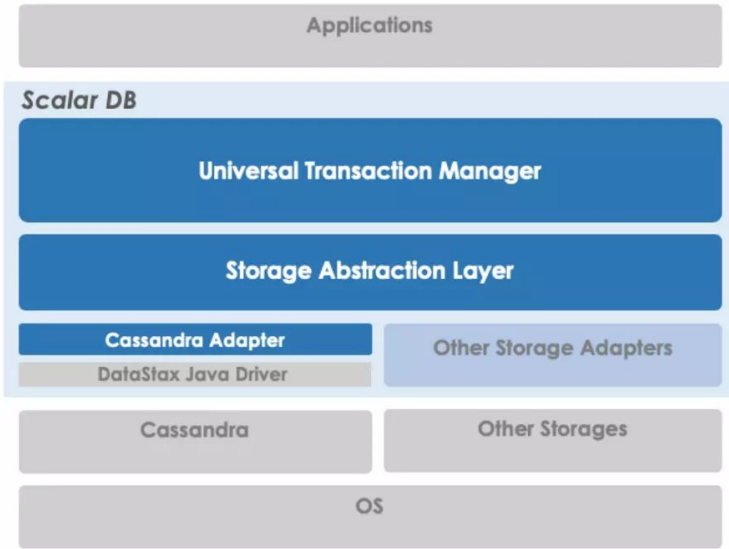 Applications
Scalar DB
Universal Transaction Manager
Storage Abstraction Layer
Cassandra Adapter
Other Storage Adapters
DataStax Java Driver
Cassandra
Other Storages
OS